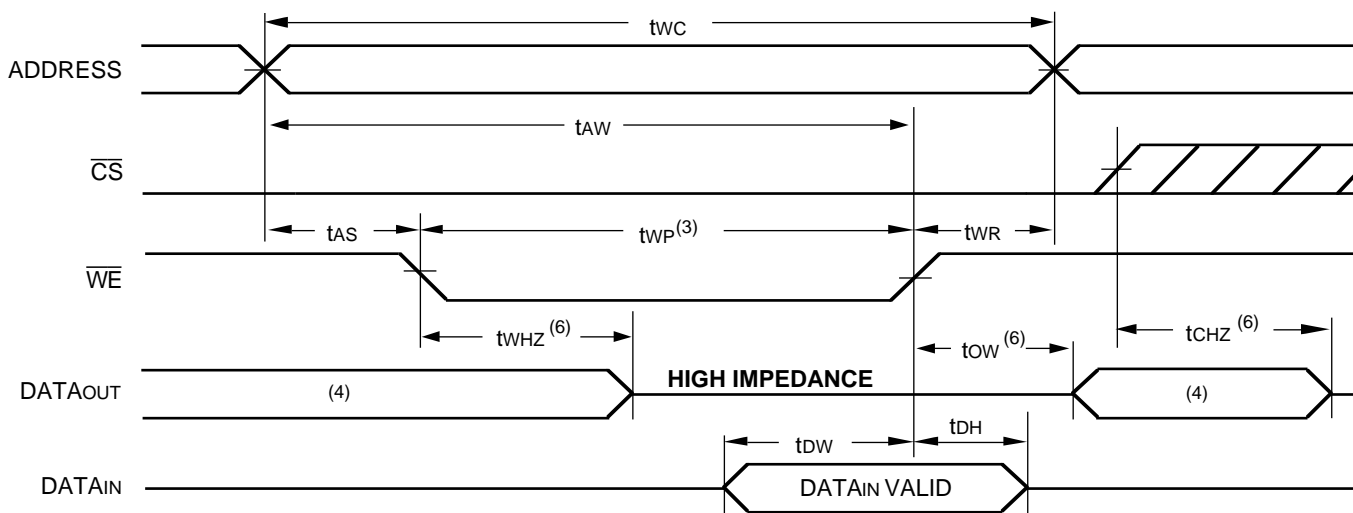 tWC
ADDRESS
tAW
CS
tAS
tWP(3)
tWR
WE
tWHZ (6)
tOW (6)
tCHZ (6)
DATAOUT
(4)
HIGH IMPEDANCE
(4)
tDW
tDH
DATAIN
DATAIN VALID